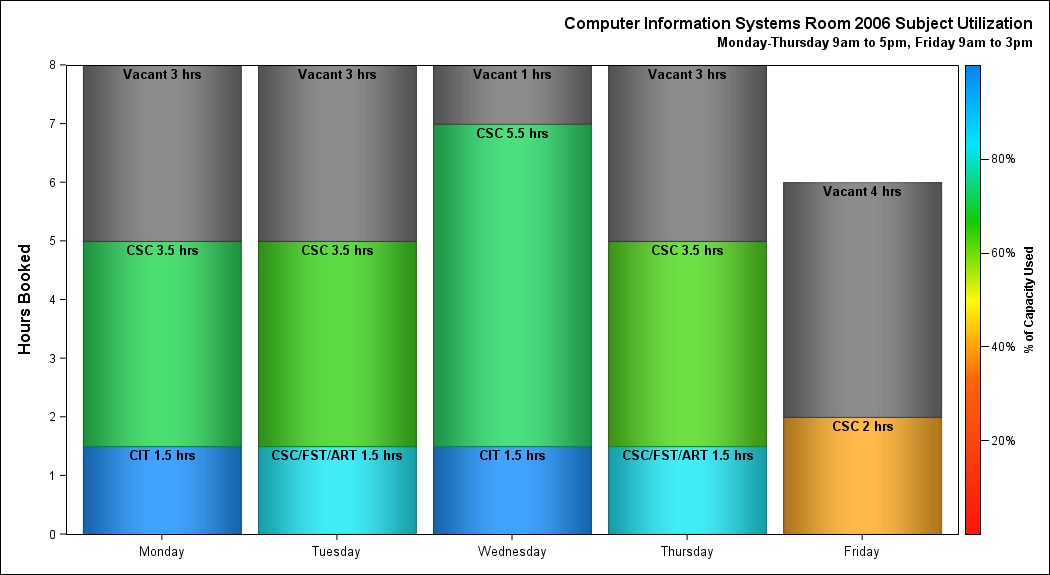 Computer Information Systems Room 2006 Subject Utilization
Monday-Thursday 9am to 5pm, Friday 9am to 3pm
Hours Booked
8
7
6
5
4
3
2
1
0
Vacant 3 hrs
CSC 3.5 hrs
CIT 1.5 hrs
Monday
Vacant 3 hrs
CSC 3.5 hrs
CSC/FST/ART 1.5 hrs
Tuesday
Vacant 1 hrs
CSC 5.5 hrs
CIT 1.5 hrs
Wednesday
Vacant 3 hrs
CSC 3.5 hrs
CSC/FST/ART 1.5 hrs
Thursday
Vacant 4 hrs
CSC 2 hrs
Friday
80%
60%
40%
20%
% of Capacity Used